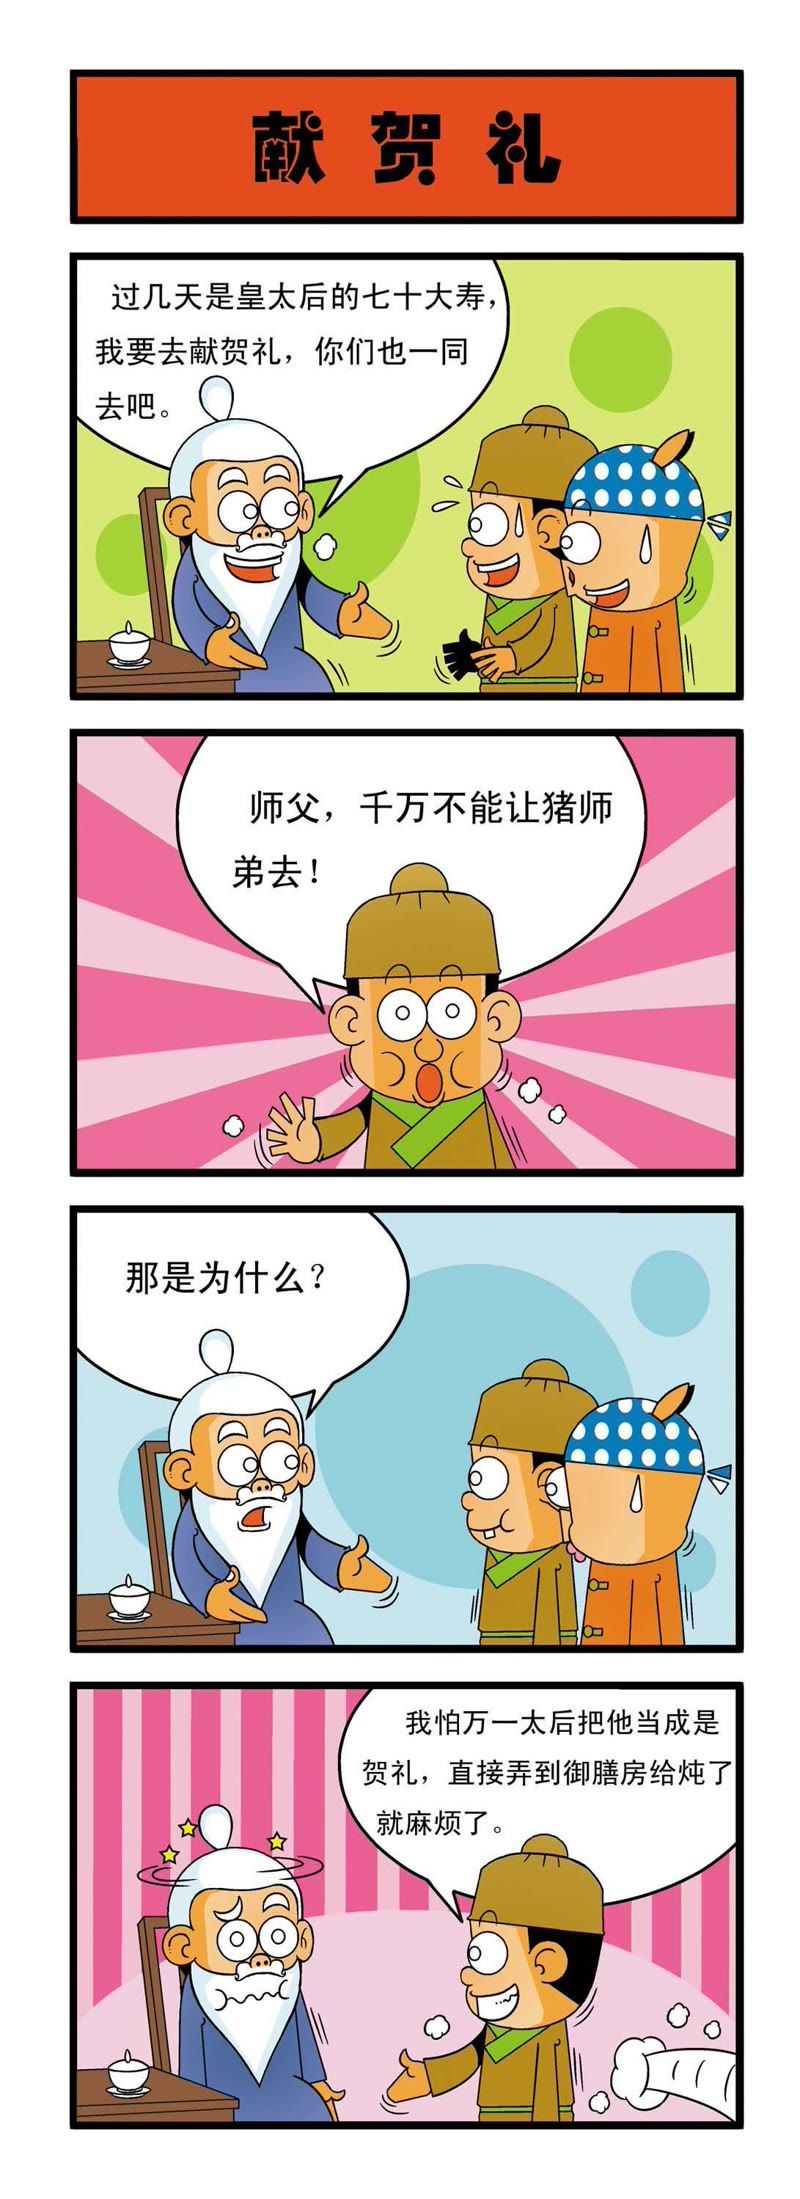 献贺礼
过几天是皇太后的七十大寿，
我要去献贺礼，你们也一同
去吧。
师父，千万不能让猪师
弟去！
那是为什么？
我怕万一太后把他当成是
贺礼，直接弄到御膳房给炖了
就麻烦了。